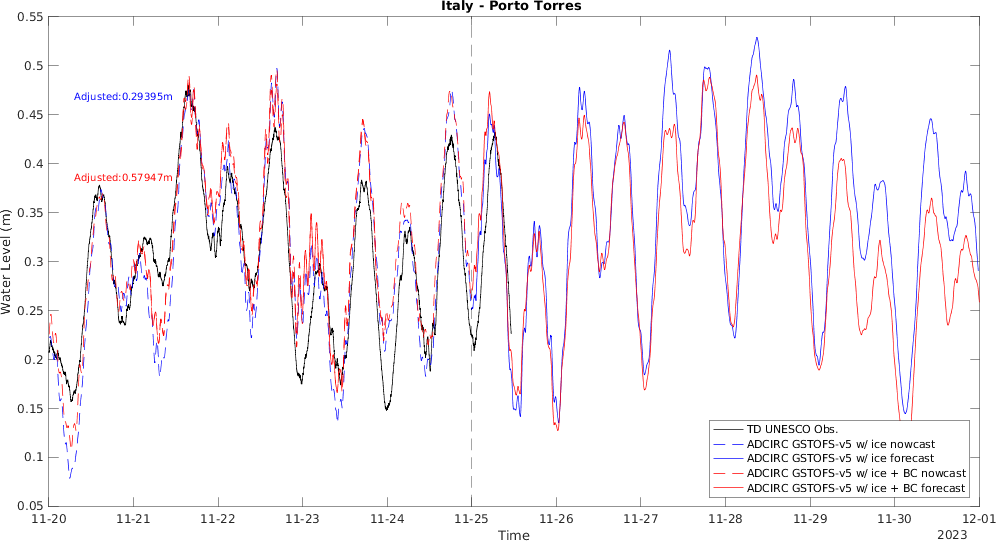 Italy - Porto Torres
Water Level (m)
0.55
0.5
0.45
0.4
0.35
0.3
0.25
0.2
0.15
0.1
0.05
Adjusted:0.29395m
Adjusted:0.57947m
TD UNESCO Obs.
ADCIRC GSTOFS-v5 w/ ice nowcast
ADCIRC GSTOFS-v5 w/ ice forecast
ADCIRC GSTOFS-v5 w/ ice + BC nowcast
ADCIRC GSTOFS-v5 w/ ice + BC forecast
11-20 11-21 11-22 11-23 11-24 11-25 11-26 11-27 11-28 11-29 11-30 12-01
Time
2023